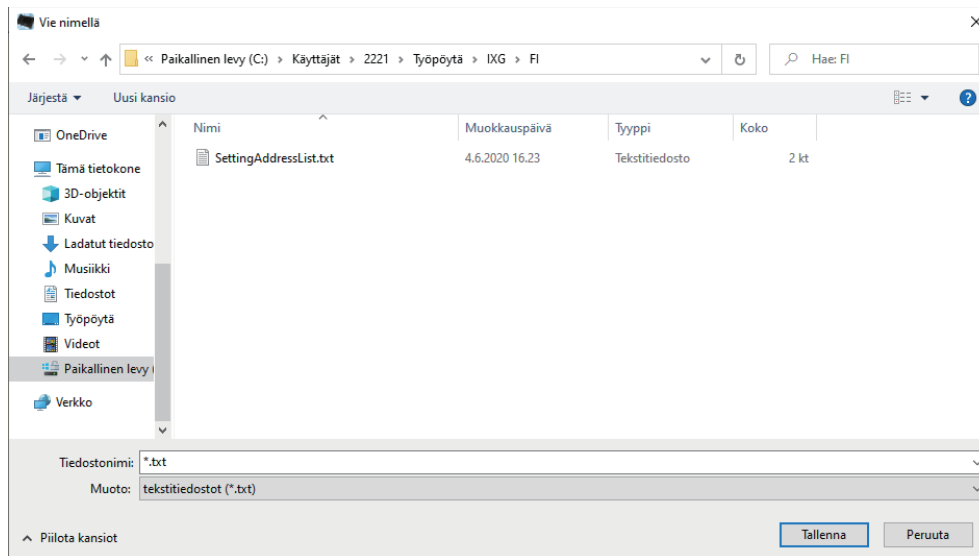 Vie nimellä
« Paikallinen levy (C:) › Käyttäjät › 2221 › Työpöytä › IXG › FI
Hae: FI
Järjestä Uusi kansio
Nimi Muokkauspäivä Tyyppi Koko
SettingAddressList.txt 4.6.2020 16.23 Tekstitiedosto 2 kt
OneDrive
Tämä tietokone
3D-objektit
Kuvat
Ladatut tiedosto
Musiikki
Tiedostot
Työpöytä
Videot
Paikallinen levy (
Verkko
Tiedostonimi: *.txt
Muoto: tekstitiedostot (*.txt)
Piilota kansiot Tallenna Peruuta